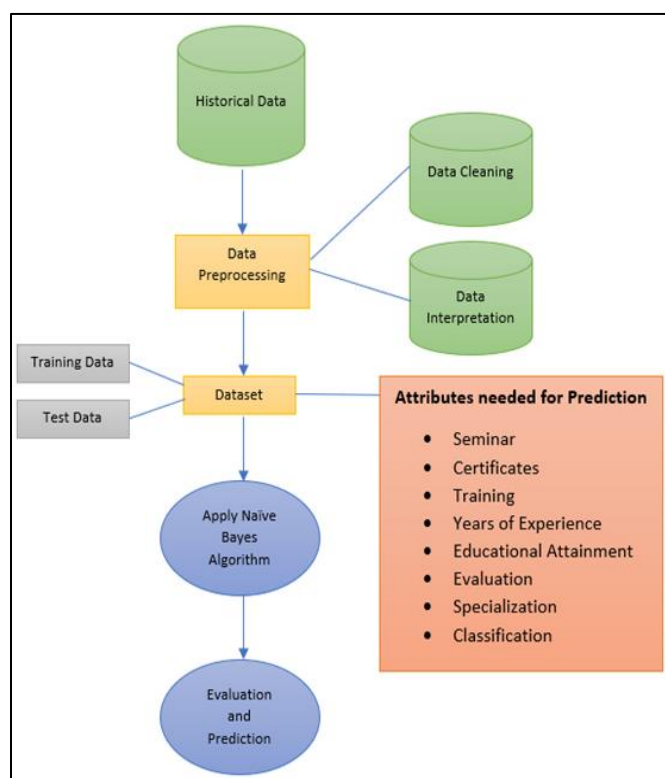 Historical Data
Data Cleaning
Data
Preprocessing
Data
Interpretation
Training Data
Test Data
Dataset
Attributes needed for Prediction
• Seminar
• Certificates
• Training
• Years of Experience
• Educational Attainment
• Evaluation
• Specialization
• Classification
Apply Naïve
Bayes
Algorithm
Evaluation
and
Prediction